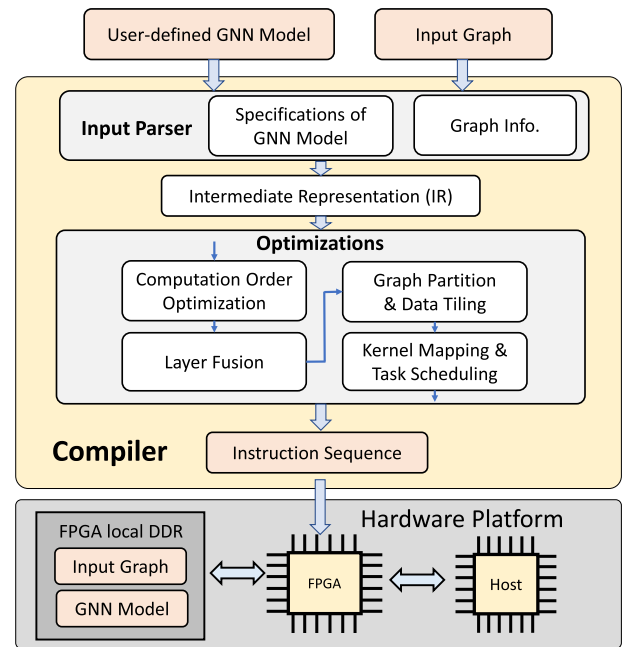 User-defined GNN Model
Input Graph
Input Parser
Specifications of
GNN Model
Graph Info.
Intermediate Representation (IR)
Optimizations
Computation Order
Optimization
Layer Fusion
Graph Partition
& Data Tiling
Kernel Mapping &
Task Scheduling
Compiler
Instruction Sequence
Hardware Platform
FPGA local DDR
Input Graph
GNN Model
FPGA
Host